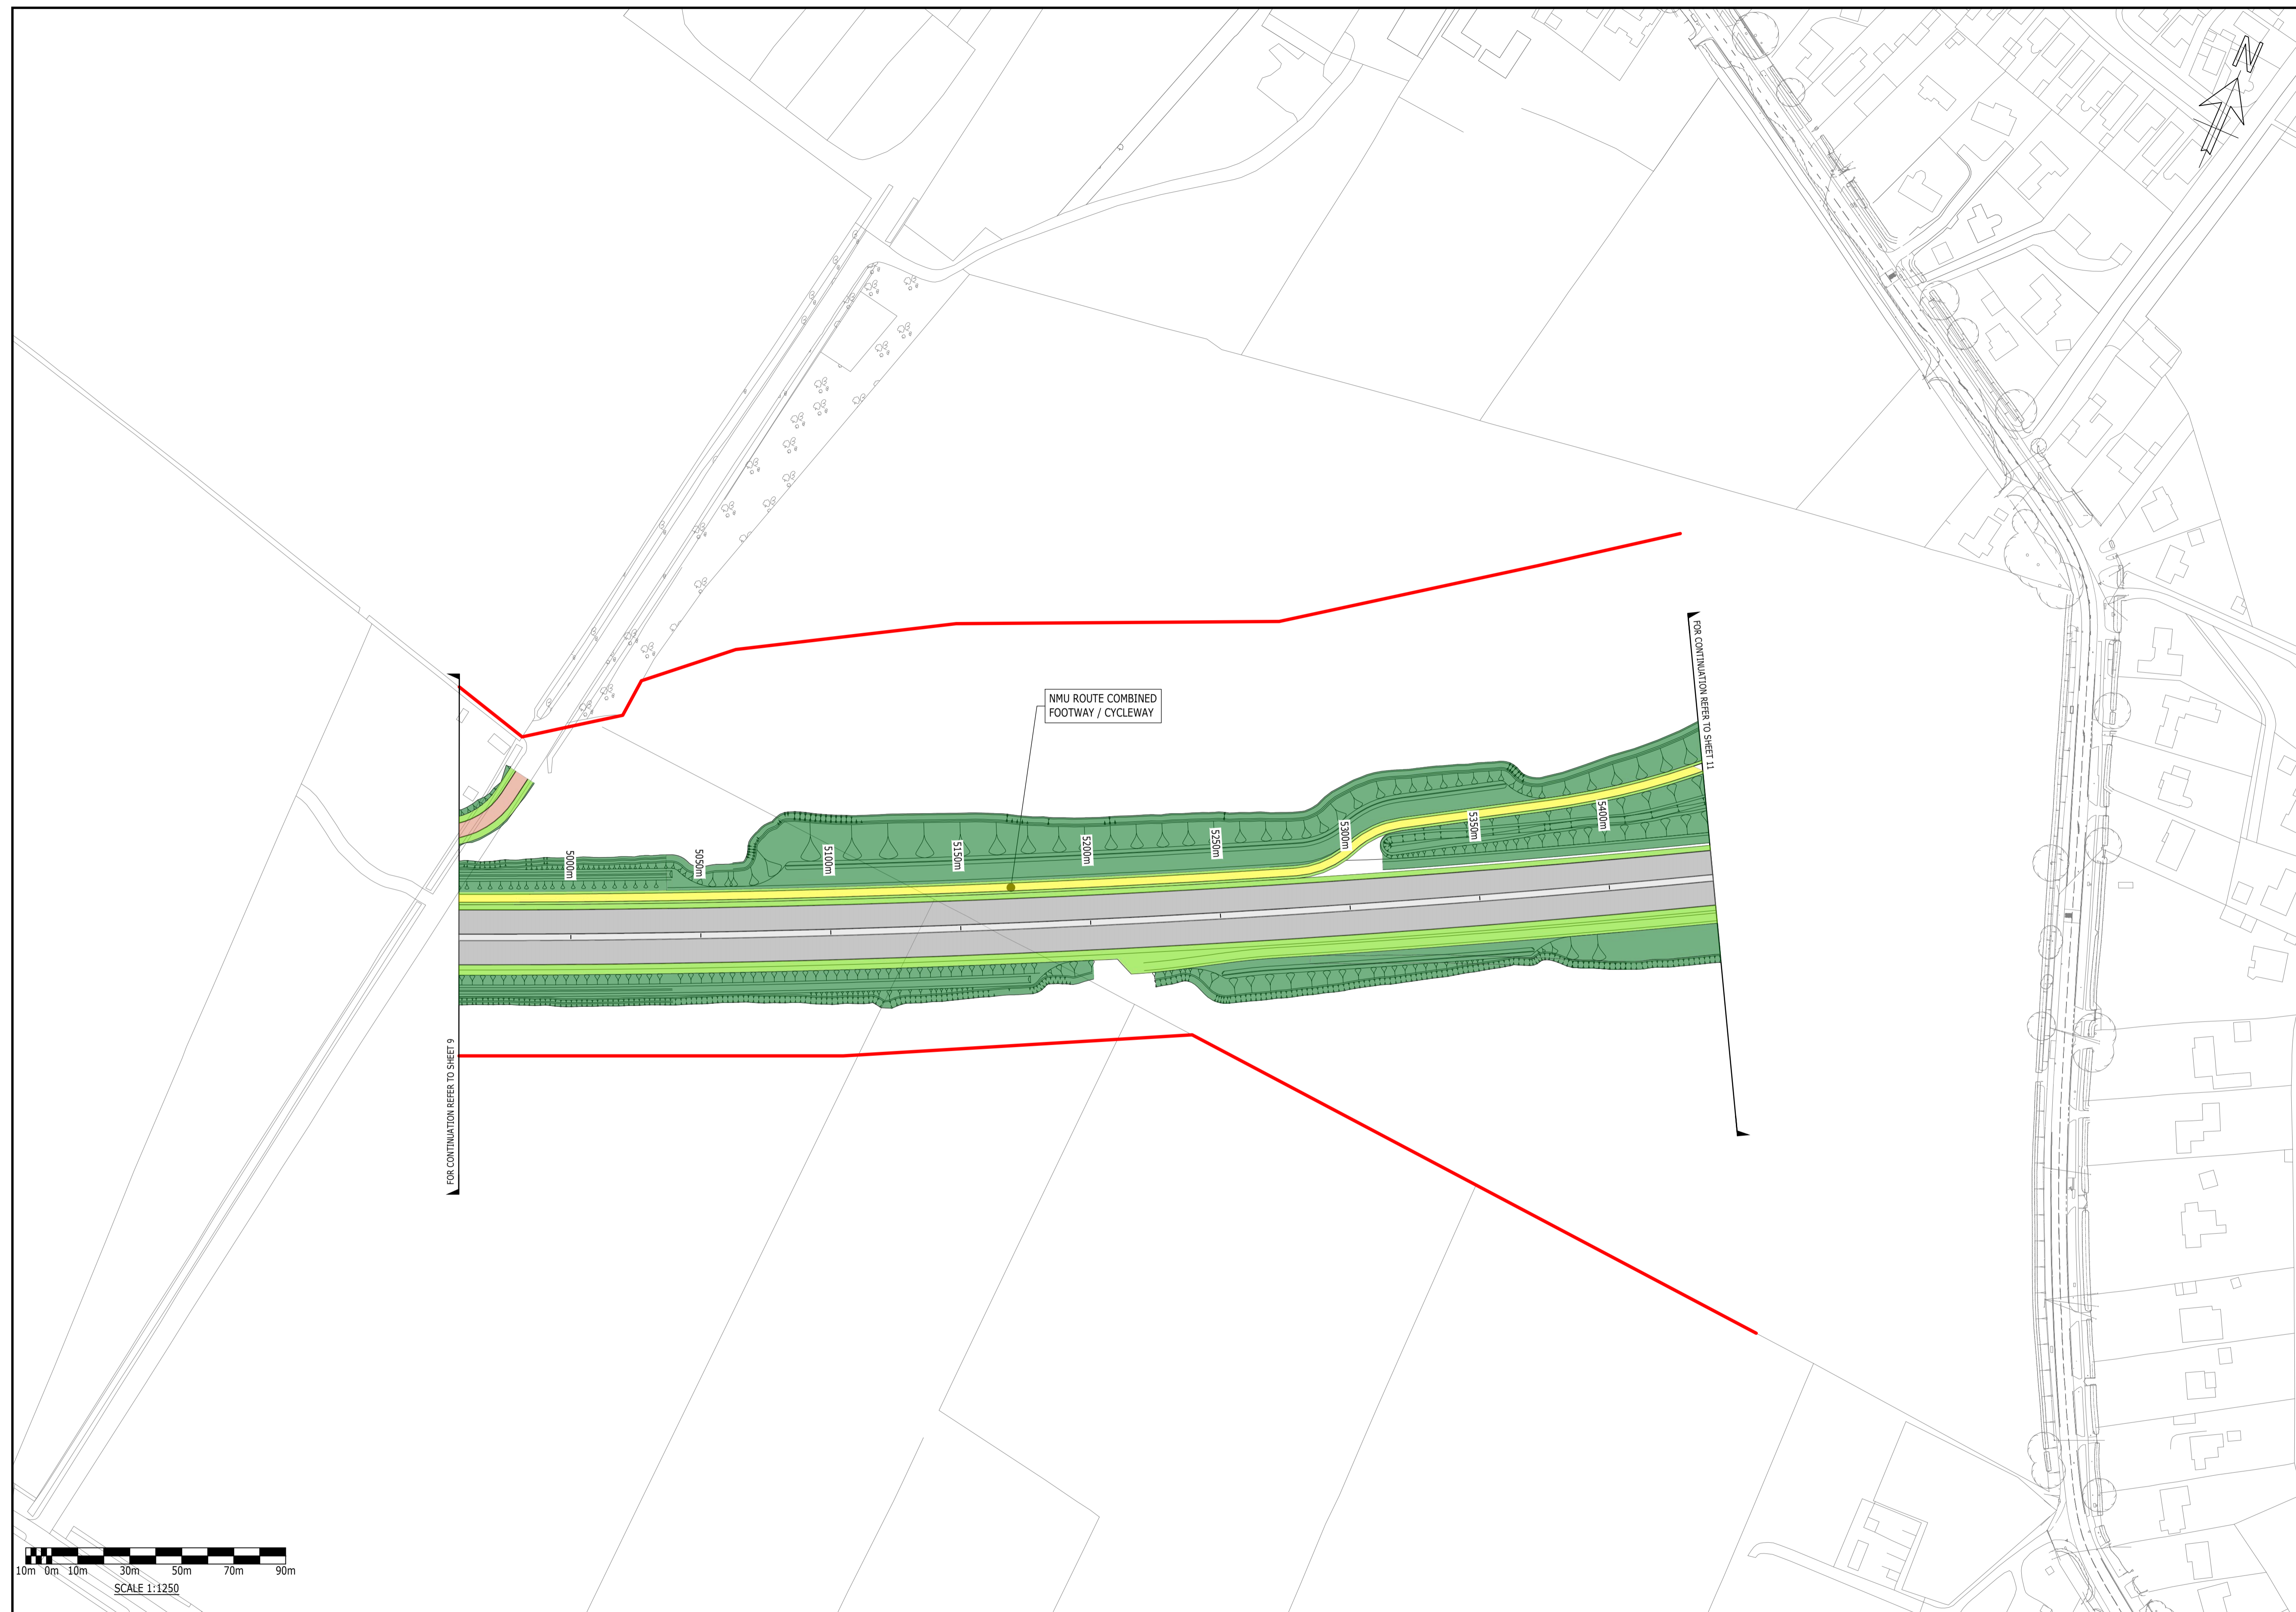 N
FOR CONTINUATION REFER TO SHEET 11
NMU ROUTE COMBINED
FOOTWAY / CYCLEWAY
5000m
5050m
5100m
5150m
5200m
5250m
5300m
5350m
5400m
FOR CONTINUATION REFER TO SHEET 9
10m 0m 10m 30m 50m 70m 90m
SCALE 1:1250